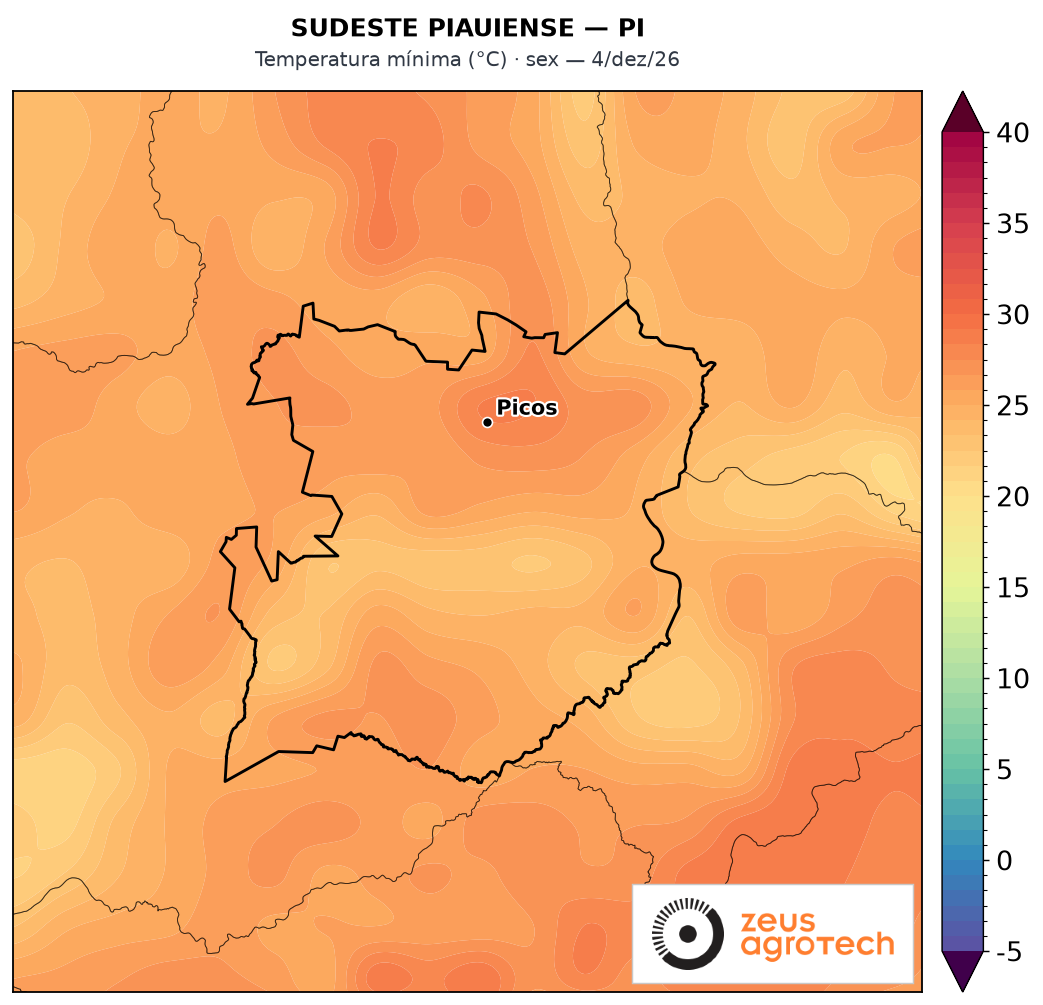 SUDESTE PIAUIENSE — PI
Temperatura mínima (°C) · sex — 4/dez/26
40
35
30
25
20
15
10
5
0
-5
Picos
zeus
agrotech